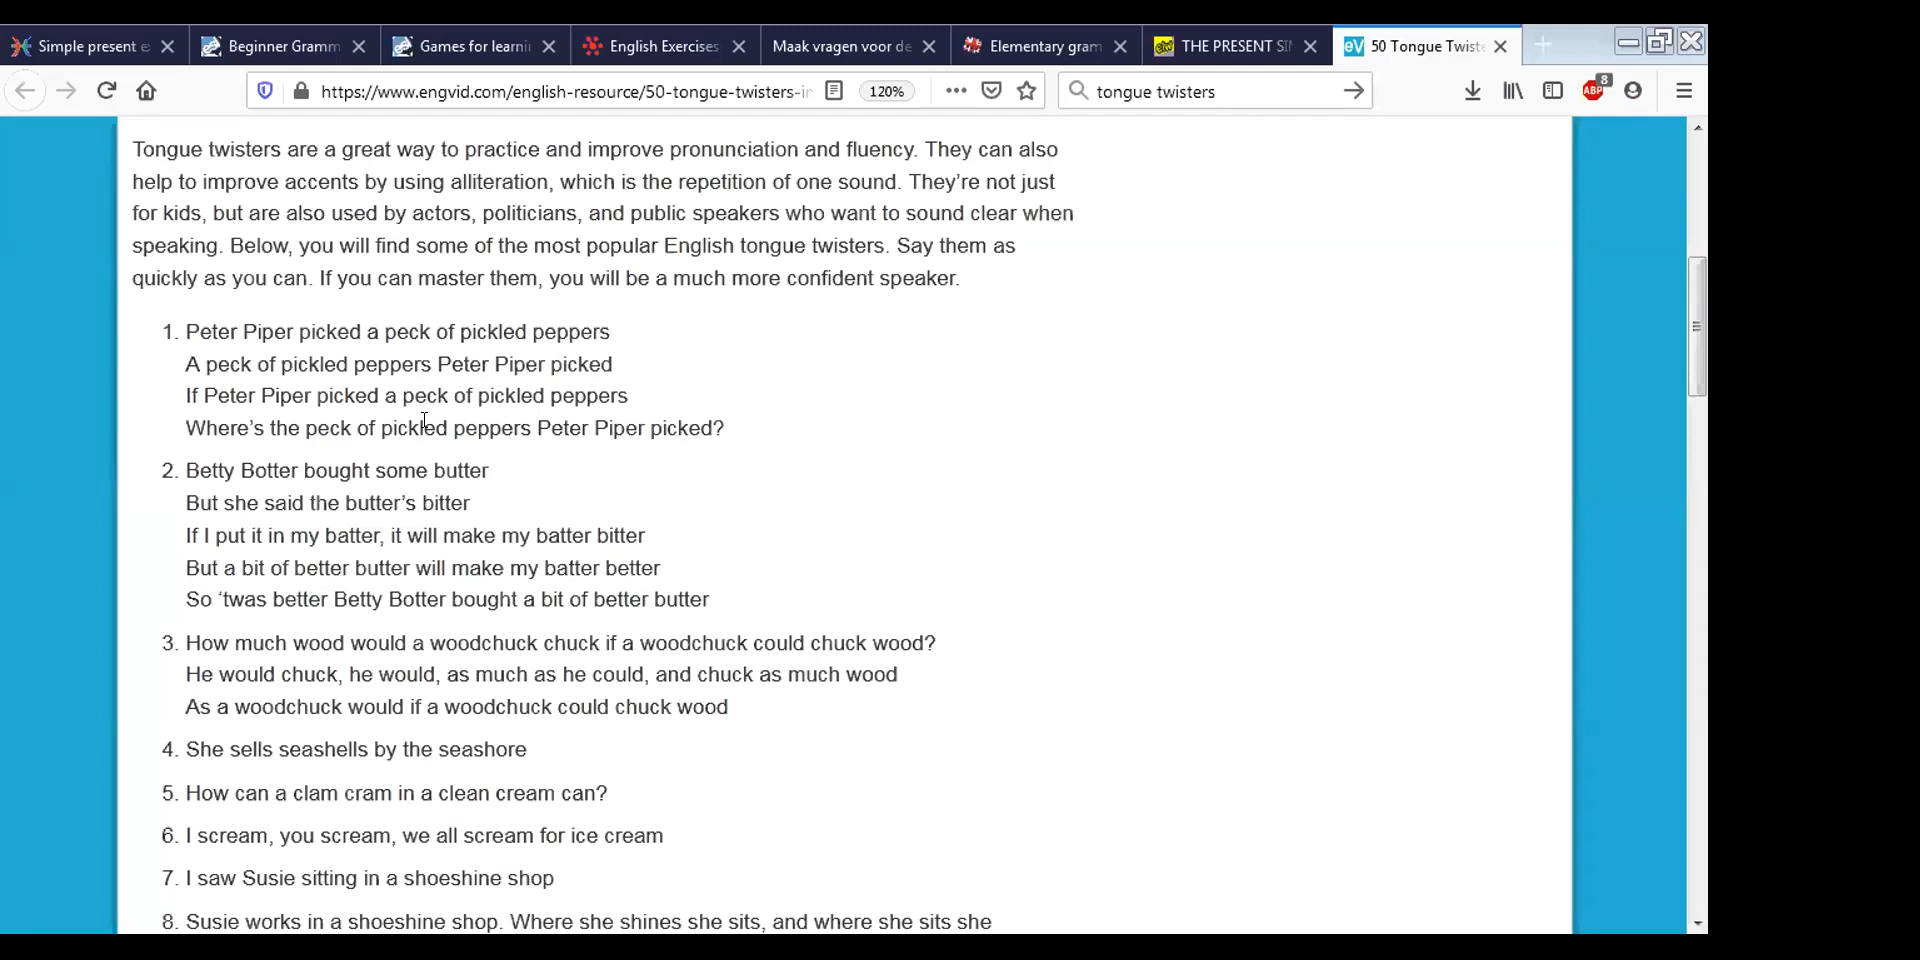 Simple present e
Beginner Gramm
Games for learni
English Exercises
Maak vragen voor de
Elementary gram
THE PRESENT SI
eV 50 Tongue Twiste
https://www.engvid.com/english-resource/50-tongue-twisters-i
120%
tongue twisters
ABP
8
Tongue twisters are a great way to practice and improve pronunciation and fluency. They can also
help to improve accents by using alliteration, which is the repetition of one sound. They’re not just
for kids, but are also used by actors, politicians, and public speakers who want to sound clear when
speaking. Below, you will find some of the most popular English tongue twisters. Say them as
quickly as you can. If you can master them, you will be a much more confident speaker.
1. Peter Piper picked a peck of pickled peppers
A peck of pickled peppers Peter Piper picked
If Peter Piper picked a peck of pickled peppers
Where’s the peck of pickled peppers Peter Piper picked?
2. Betty Botter bought some butter
But she said the butter’s bitter
If I put it in my batter, it will make my batter bitter
But a bit of better butter will make my batter better
So ‘twas better Betty Botter bought a bit of better butter
3. How much wood would a woodchuck chuck if a woodchuck could chuck wood?
He would chuck, he would, as much as he could, and chuck as much wood
As a woodchuck would if a woodchuck could chuck wood
4. She sells seashells by the seashore
5. How can a clam cram in a clean cream can?
6. I scream, you scream, we all scream for ice cream
7. I saw Susie sitting in a shoeshine shop
8. Susie works in a shoeshine shop. Where she shines she sits, and where she sits she